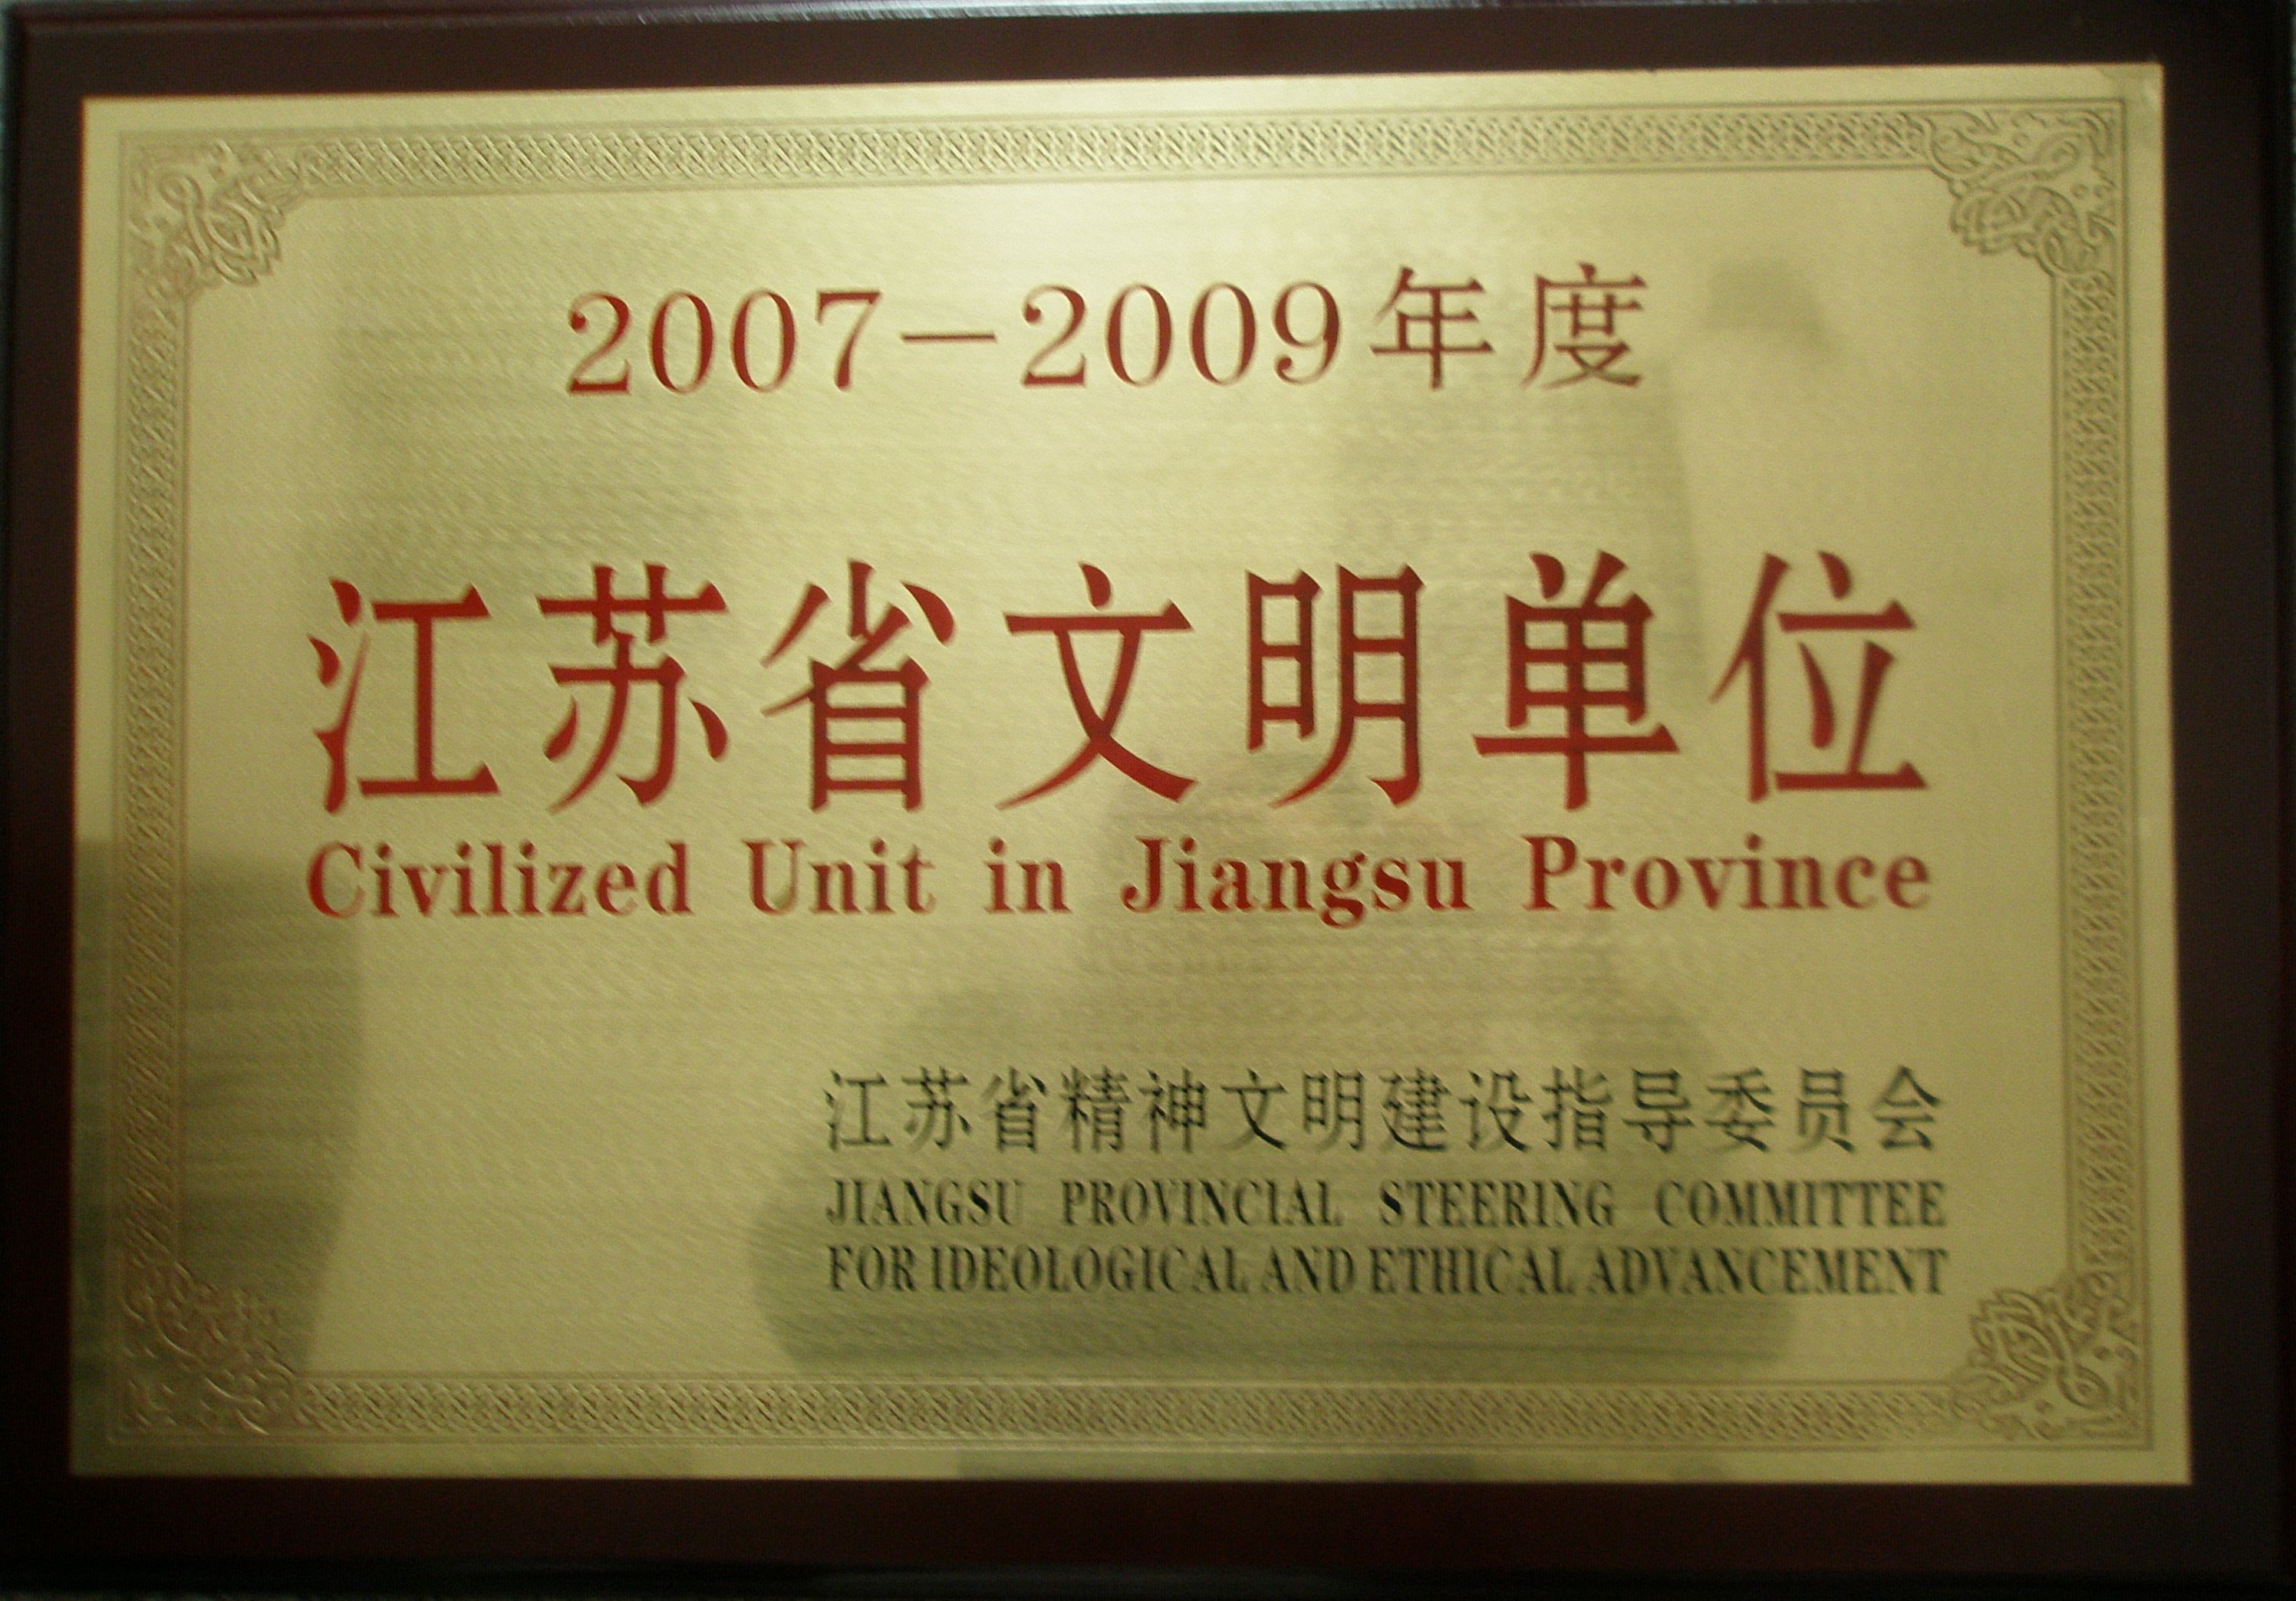 2007-2009年度
江苏省文明单位
Civilized Unit in Jiangsu Province
江苏省精神文明建设指导委员会
JIANGSU PROVINCIAL STEERING COMMITTEE
FOR IDEOLOGICAL AND ETHICAL ADVANCEMENT